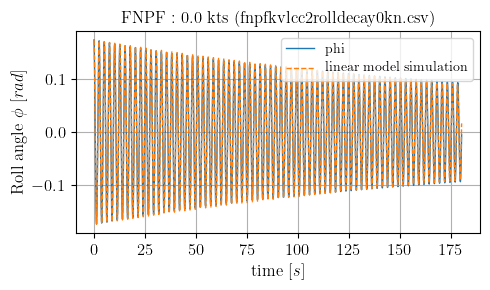 FNPF : 0.0 kts (fnpfkvlcc2rolldecay0kn.csv)
phi
linear model simulation
Roll angle ϕ [rad]
0.1
0.0
−0.1
0 25 50 75 100 125 150 175
time [s]